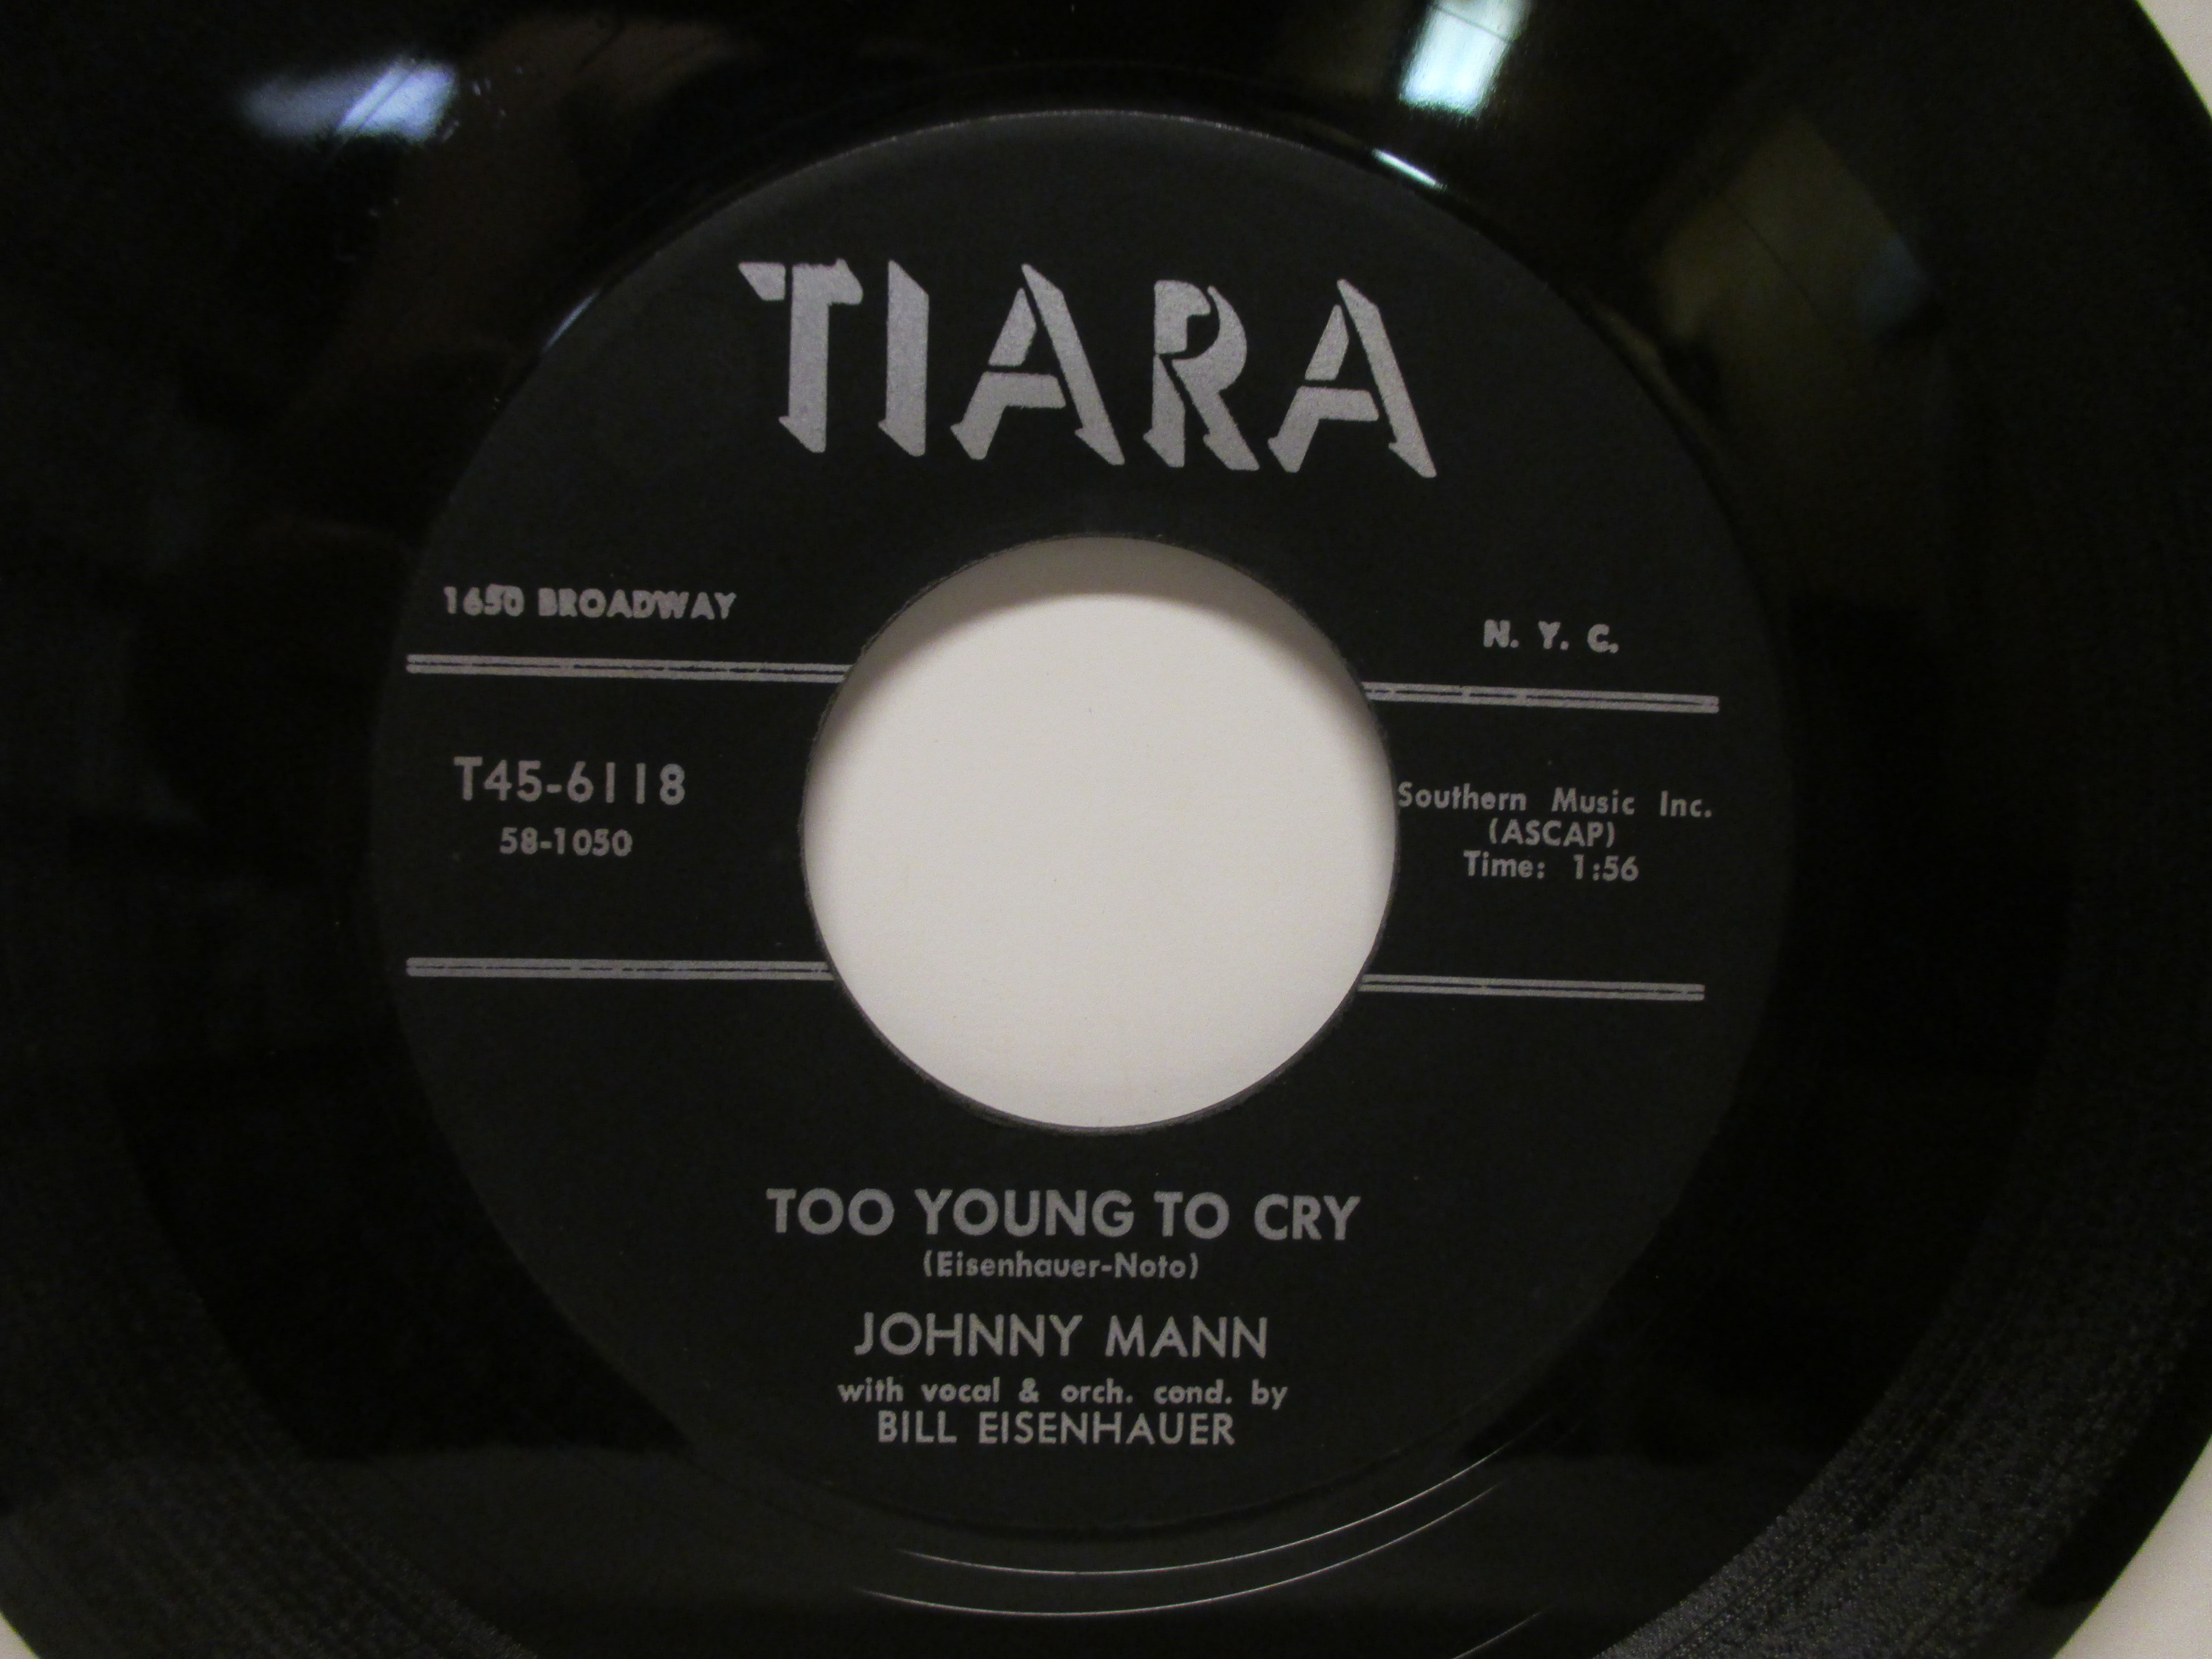 TIARA
1650 BROADWAY
N. Y. C.
T45-6118
58-1050
Southern Music Inc.
(ASCAP)
Time: 1:56
TOO YOUNG TO CRY
(Eisenhauer-Noto)
JOHNNY MANN
with vocal & orch. cond. by
BILL EISENHAUER